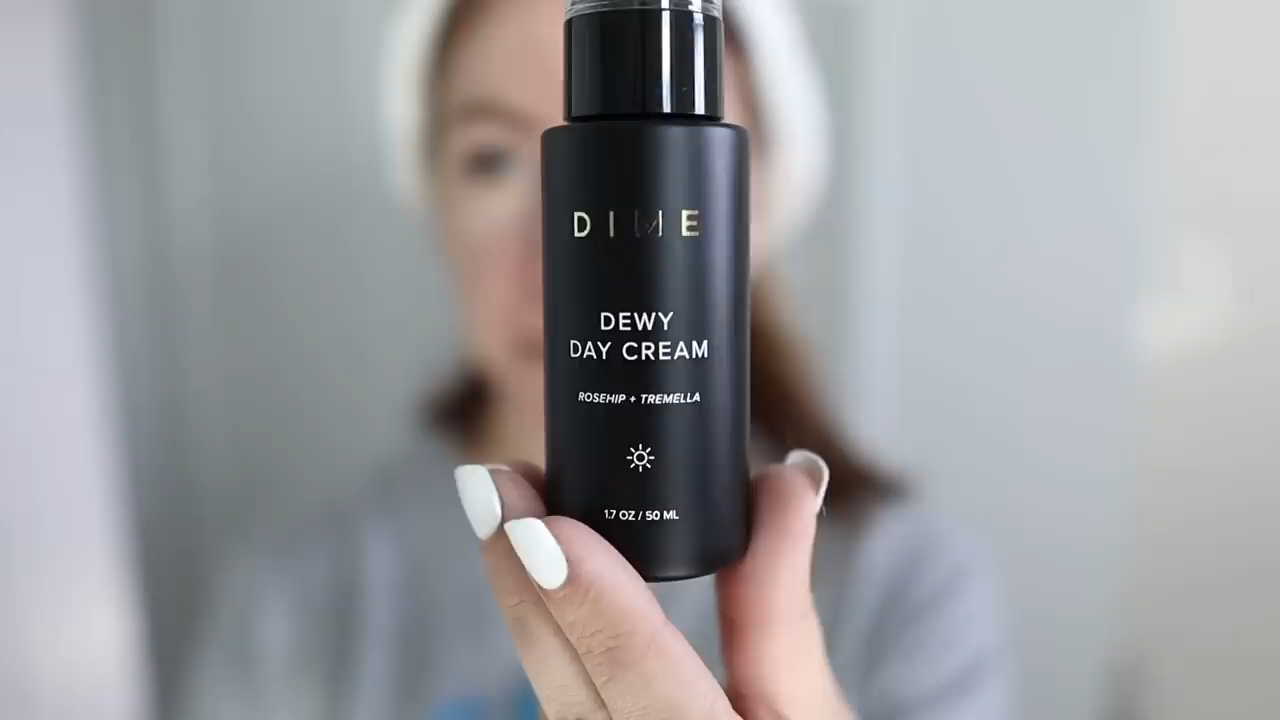 DIME
DEWY
DAY CREAM
ROSEHIP + TREMELLA
1.7 OZ / 50 ML